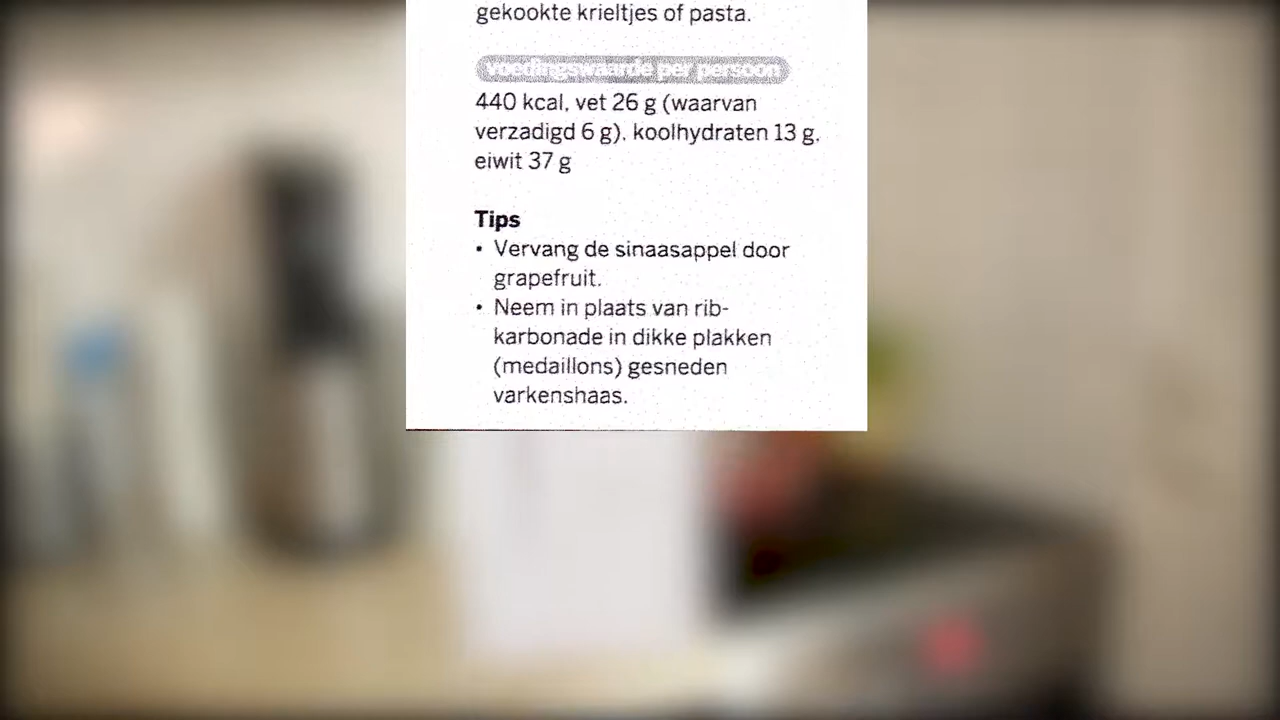 gekookte krieltjes of pasta.
voedingswaarde per persoon
440 kcal, vet 26 g (waarvan
verzadigd 6 g), koolhydraten 13 g,
eiwit 37 g
Tips
• Vervang de sinaasappel door
grapefruit.
• Neem in plaats van rib-
karbonade in dikke plakken
(medaillons) gesneden
varkenshaas.